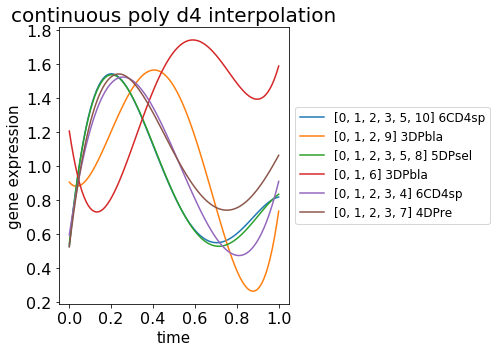 continuous poly d4 interpolation
1.8
1.6
1.4
1.2
1.0
0.8
0.6
0.4
0.2
gene expression
0.0 0.2 0.4 0.6 0.8 1.0
time
[0, 1, 2, 3, 5, 10] 6CD4sp
[0, 1, 2, 9] 3DPbla
[0, 1, 2, 3, 5, 8] 5DPsel
[0, 1, 6] 3DPbla
[0, 1, 2, 3, 4] 6CD4sp
[0, 1, 2, 3, 7] 4DPre